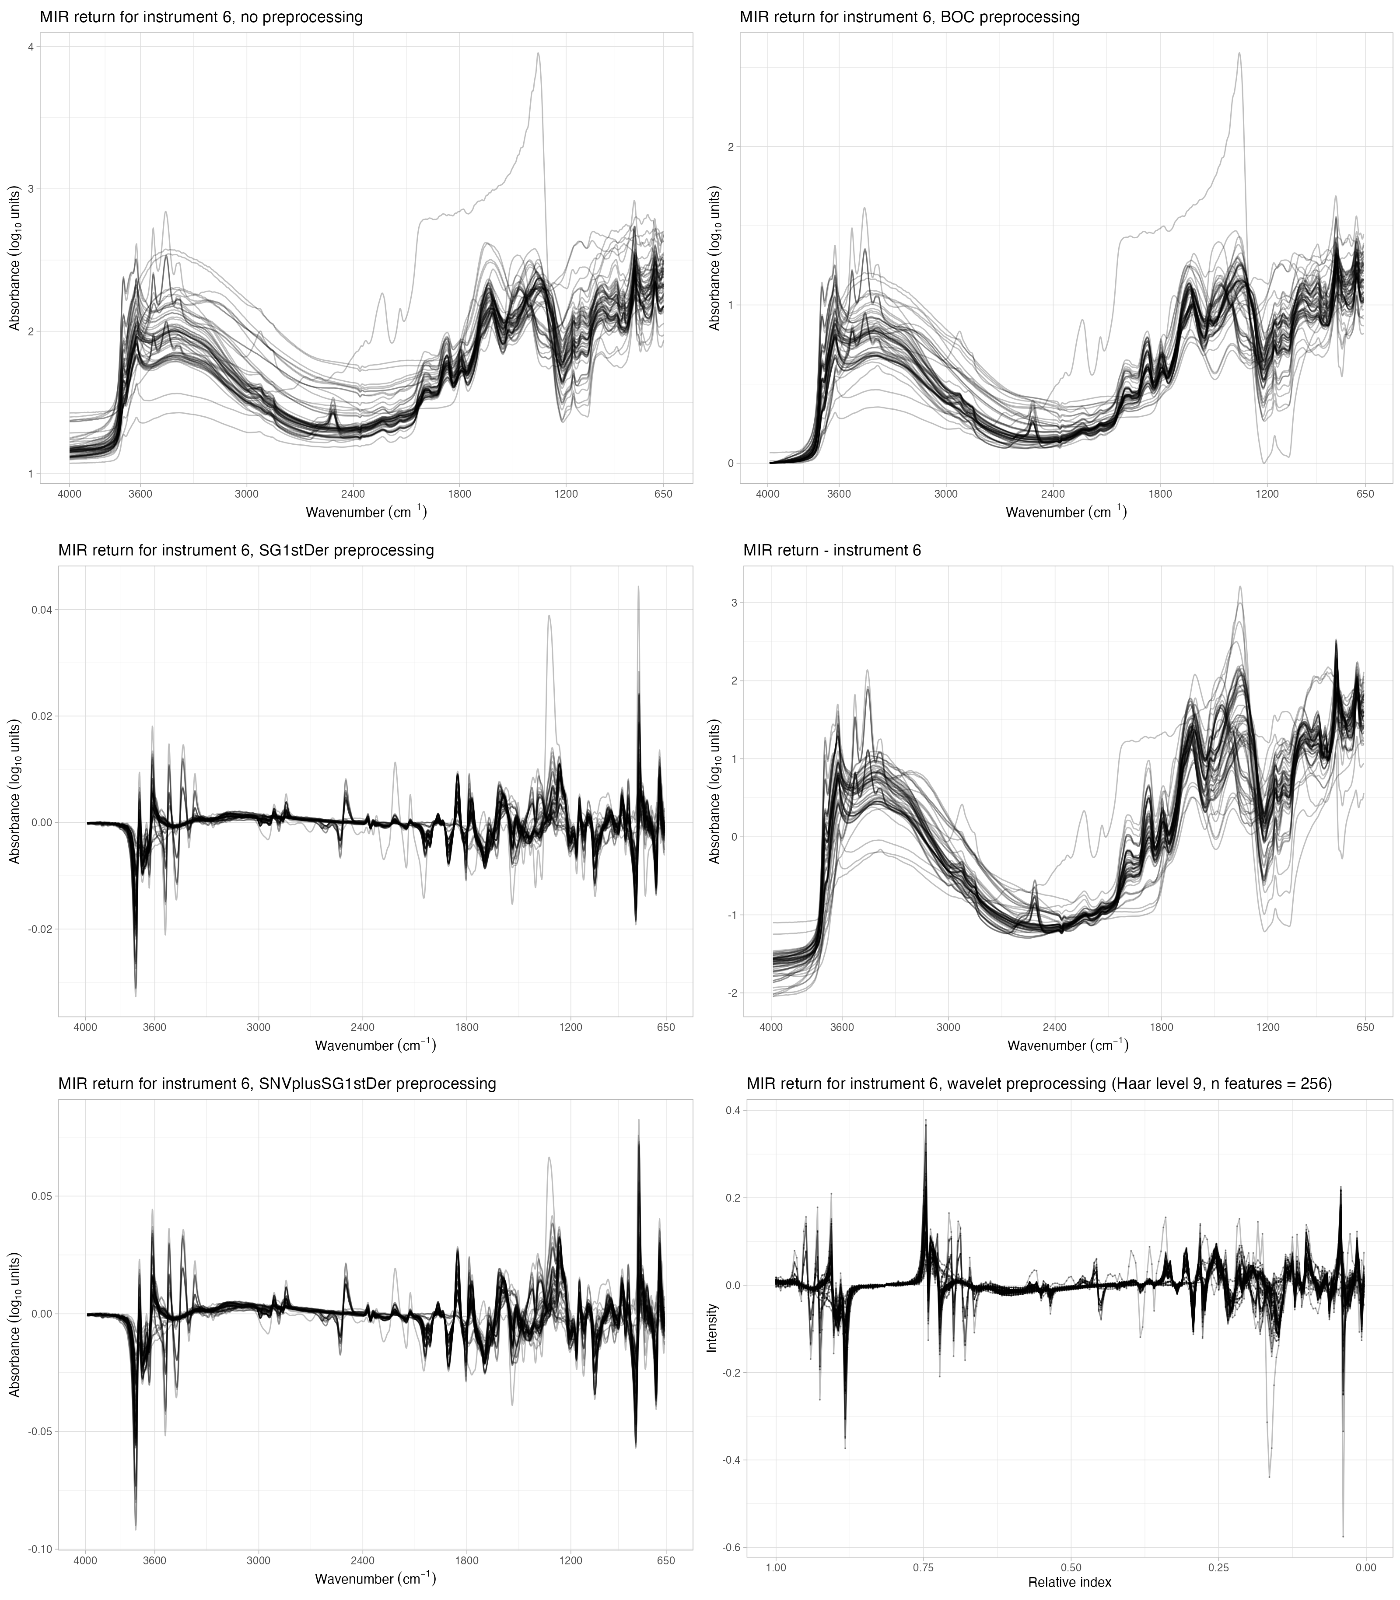 MIR return for instrument 6, no preprocessing
4
3
2
1
Absorbance (log₁₀ units)
4000 3600 3000 2400 1800 1200 650
Wavenumber (cm ¹)
MIR return for instrument 6, BOC preprocessing
2
1
0
Absorbance (log₁₀ units)
4000 3600 3000 2400 1800 1200 650
Wavenumber (cm ¹)
MIR return for instrument 6, SG1stDer preprocessing
0.04
0.02
0.00
-0.02
Absorbance (log₁₀ units)
4000 3600 3000 2400 1800 1200 650
Wavenumber (cm⁻¹)
MIR return - instrument 6
3
2
1
0
-1
-2
Absorbance (log₁₀ units)
4000 3600 3000 2400 1800 1200 650
Wavenumber (cm⁻¹)
MIR return for instrument 6, SNVplusSG1stDer preprocessing
0.05
0.00
-0.05
-0.10
Absorbance (log₁₀ units)
4000 3600 3000 2400 1800 1200 650
Wavenumber (cm⁻¹)
MIR return for instrument 6, wavelet preprocessing (Haar level 9, n features = 256)
0.4
0.2
0.0
-0.2
-0.4
-0.6
Intensity
1.00 0.75 0.50 0.25 0.00
Relative index